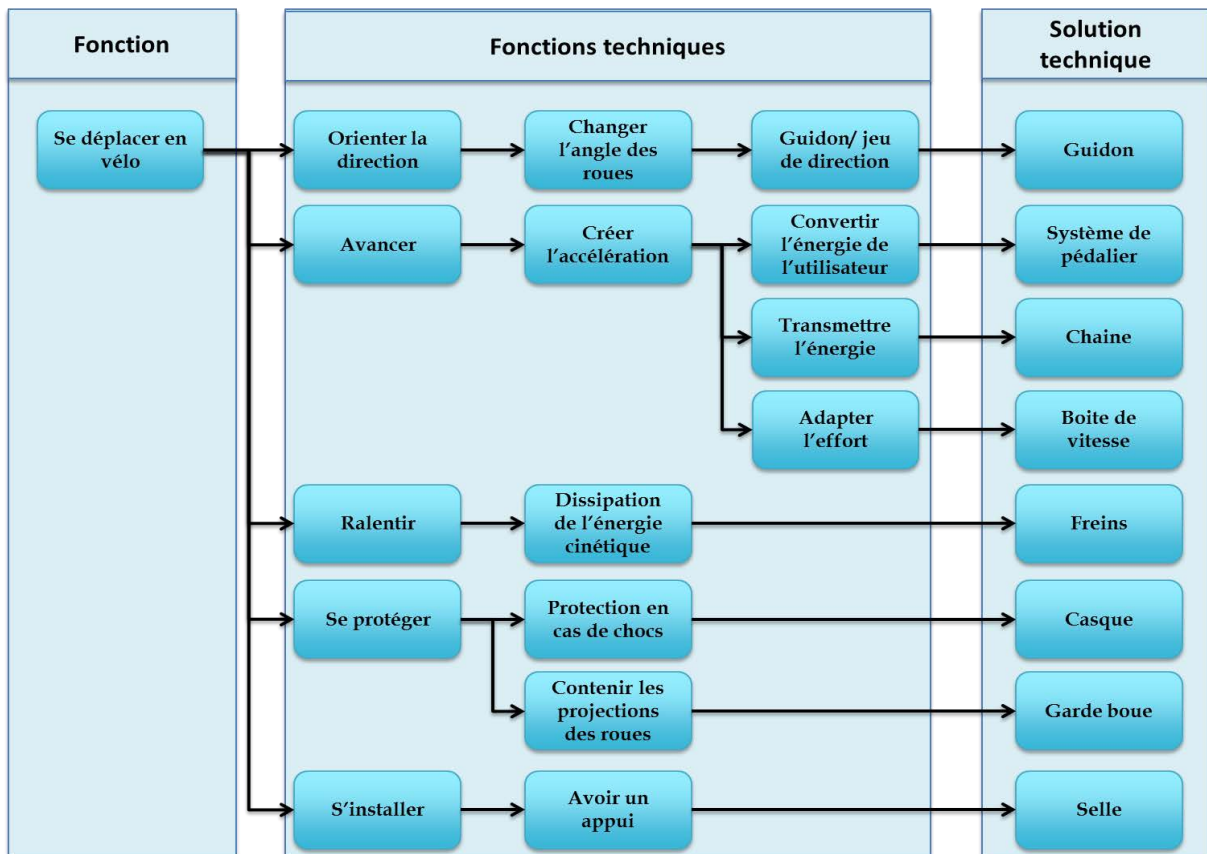 Fonction
Fonctions techniques
Solution
technique
Se déplacer en
vélo
Orienter la
direction
Changer
l’angle des
roues
Guidon/ jeu
de direction
Guidon
Avancer
Créer
l’accélération
Convertir
l’énergie de
l’utilisateur
Système de
pédalier
Transmettre
l’énergie
Chaine
Adapter
l’effort
Boite de
vitesse
Ralentir
Dissipation
de l’énergie
cinétique
Freins
Se protéger
Protection en
cas de chocs
Casque
Contenir les
projections
des roues
Garde boue
S’installer
Avoir un
appui
Selle